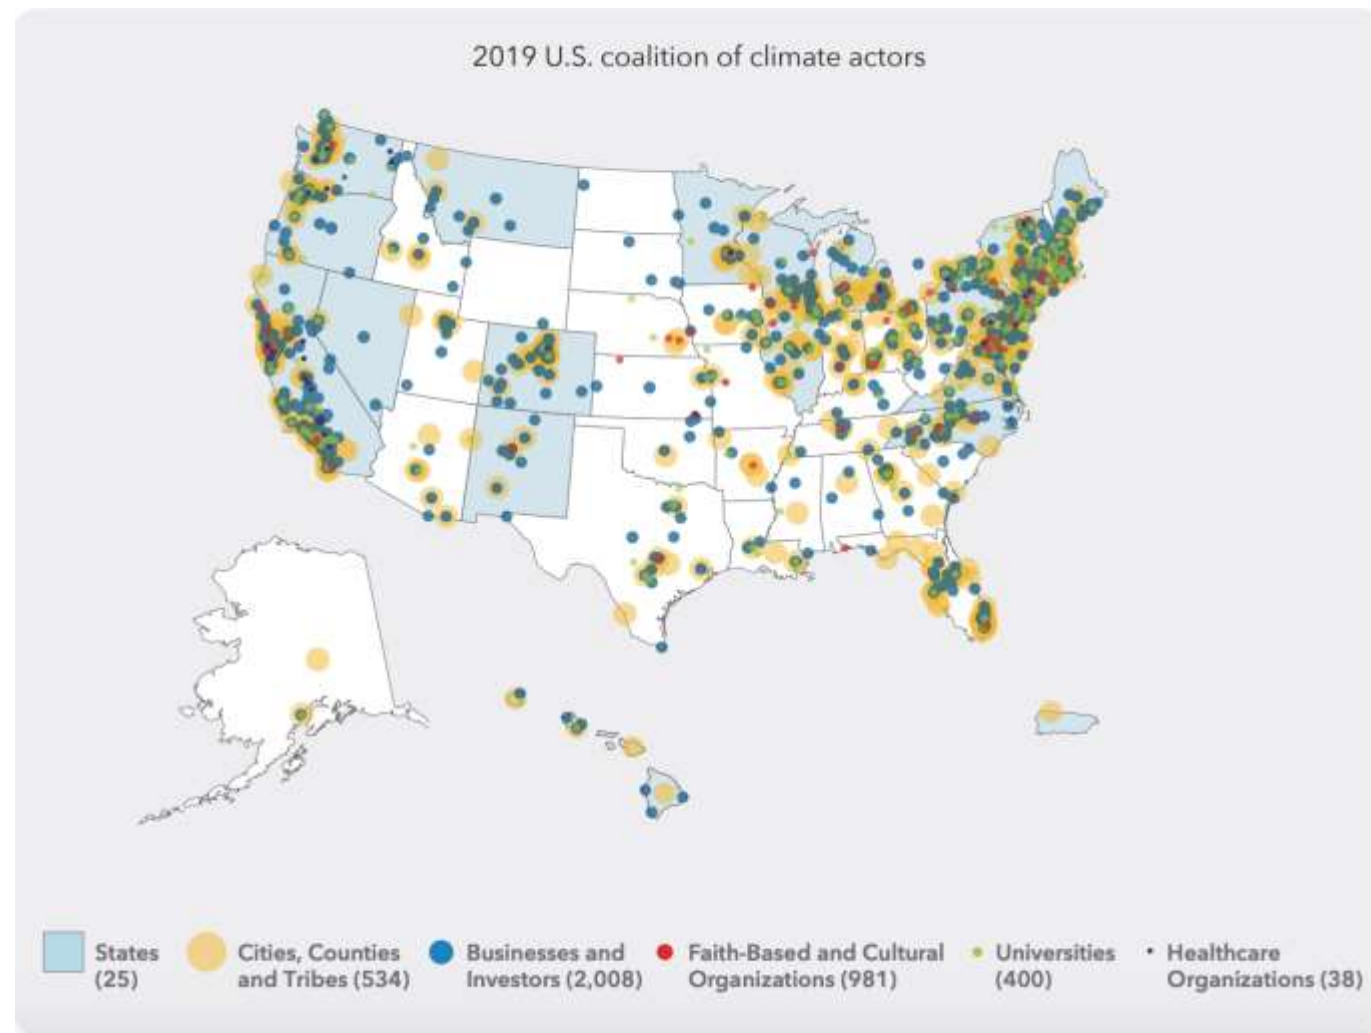 2019 U.S. coalition of climate actors
States
(25)
Cities, Counties
and Tribes (534)
Businesses and
Investors (2,008)
Faith-Based and Cultural
Organizations (981)
Universities
(400)
Healthcare
Organizations (38)